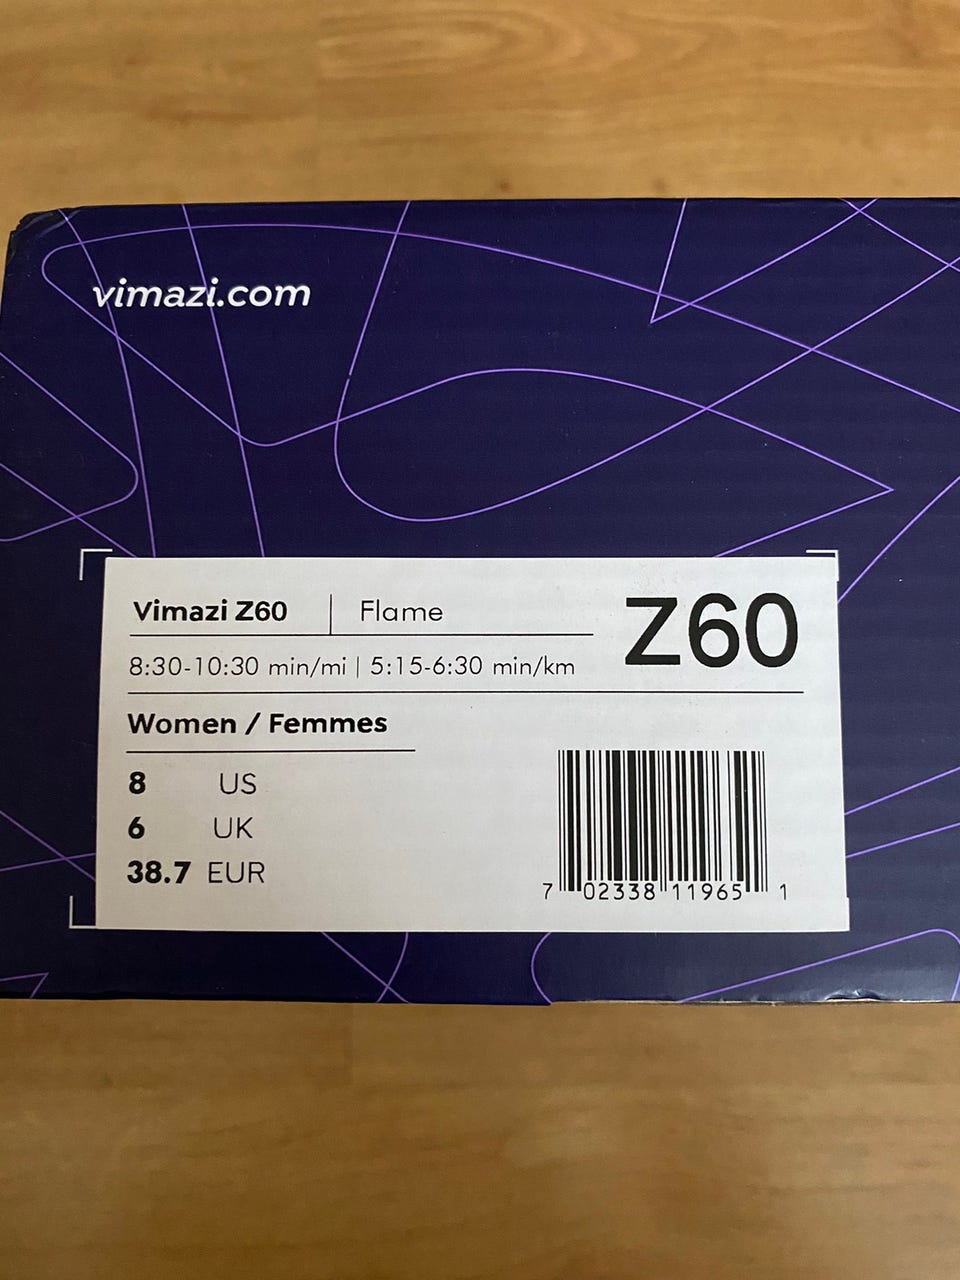 vimazi.com
Vimazi Z60 | Flame
Z60
8:30-10:30 min/mi | 5:15-6:30 min/km
Women / Femmes
8 US
6 UK
38.7 EUR
7 02338 11965 1